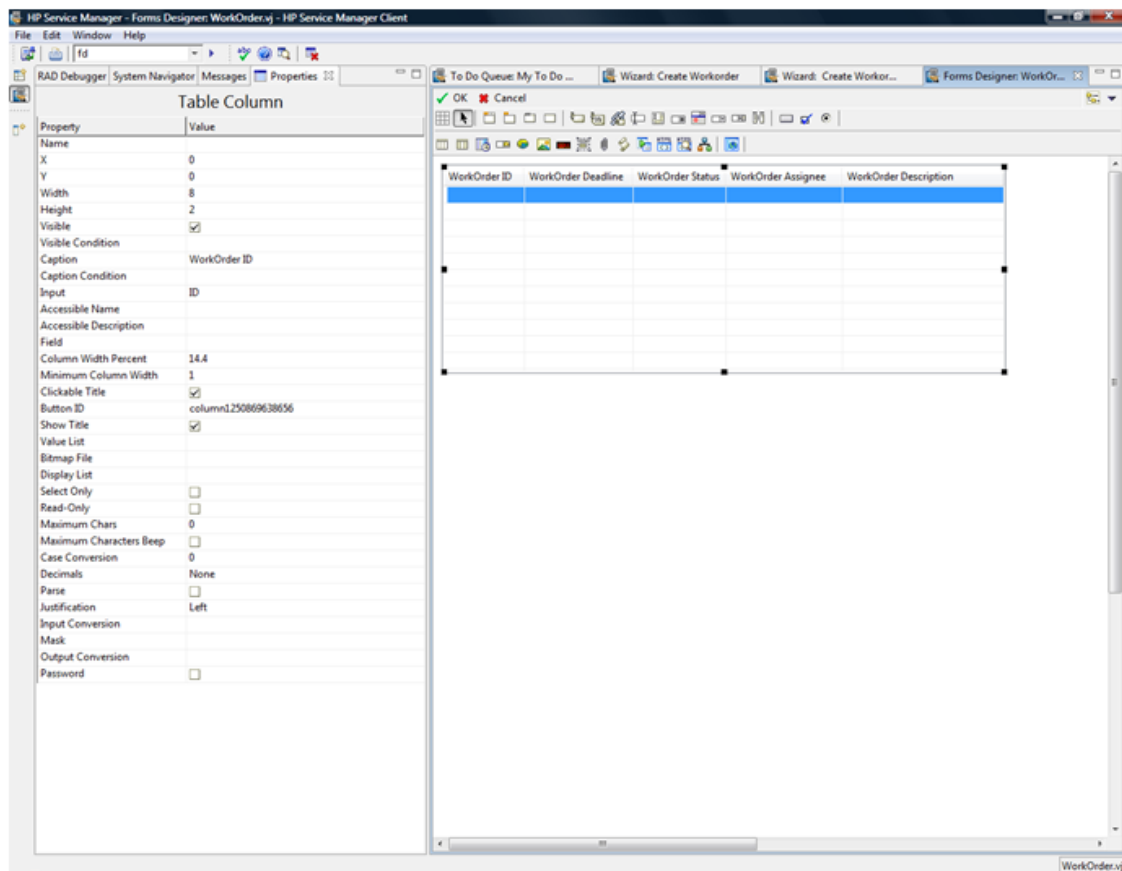 HP Service Manager - Forms Designer: WorkOrder.vj - HP Service Manager Client
File Edit Window Help
fd
RAD Debugger System Navigator Messages Properties
To Do Queue: My To Do ... Wizard: Create Workorder Wizard: Create Workor... Forms Designer: WorkOr...
Table Column
OK Cancel
Property Value
Name
X 0
Y 0
Width 8
Height 2
Visible
Visible Condition
Caption WorkOrder ID
Caption Condition
Input ID
Accessible Name
Accessible Description
Field
Column Width Percent 14.4
Minimum Column Width 1
Clickable Title
Button ID column1250869638656
Show Title
Value List
Bitmap File
Display List
Select Only
Read-Only
Maximum Chars 0
Maximum Characters Beep
Case Conversion 0
Decimals None
Parse
Justification Left
Input Conversion
Mask
Output Conversion
Password
WorkOrder ID WorkOrder Deadline WorkOrder Status WorkOrder Assignee WorkOrder Description
WorkOrder.vj